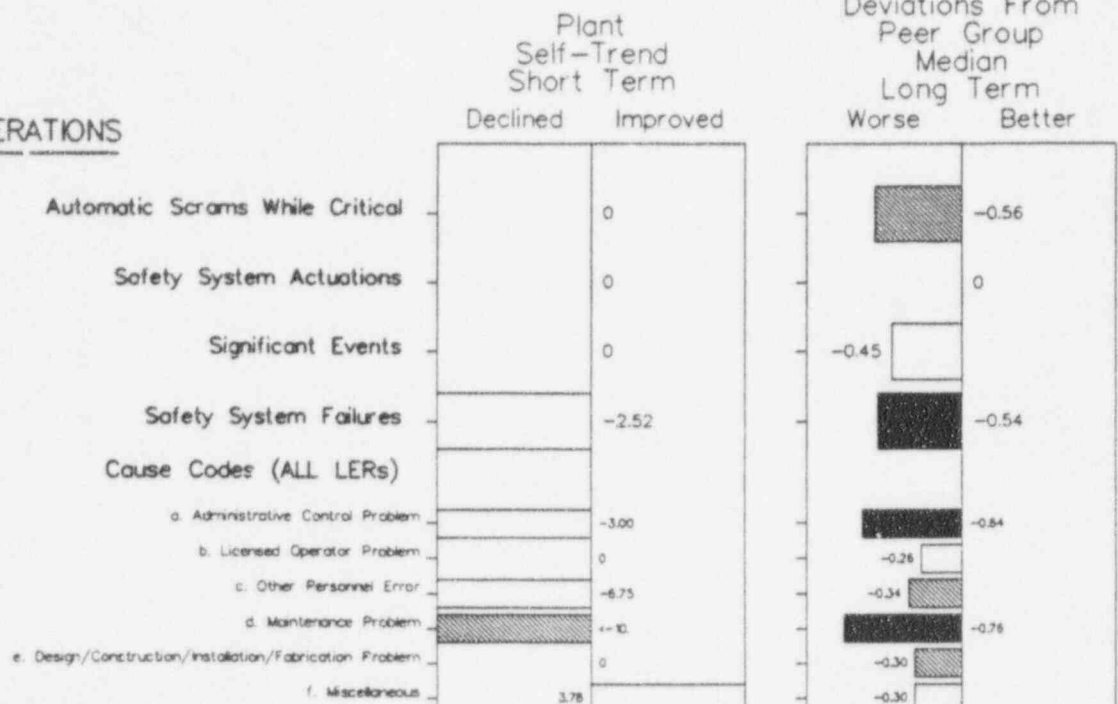 Plant
Self-Trend
Short Term
Declined Improved
Deviations From
Peer Group
Median
Long Term
Worse Better
ERATIONS
Automatic Scrams While Critical 0 -0.56
Safety System Actuations 0 0
Significant Events 0 -0.45
Safety System Failures -2.52 -0.54
Cause Codes (ALL LERs)
a. Administrative Control Problem -3.00 -0.64
b. Licensed Operator Problem 0 -0.26
c. Other Personnel Error -6.75 -0.34
d. Maintenance Problem <-10. -0.76
e. Design/Construction/Installation/Fabrication Problem 0 -0.30
f. Miscellaneous 3.78 -0.30